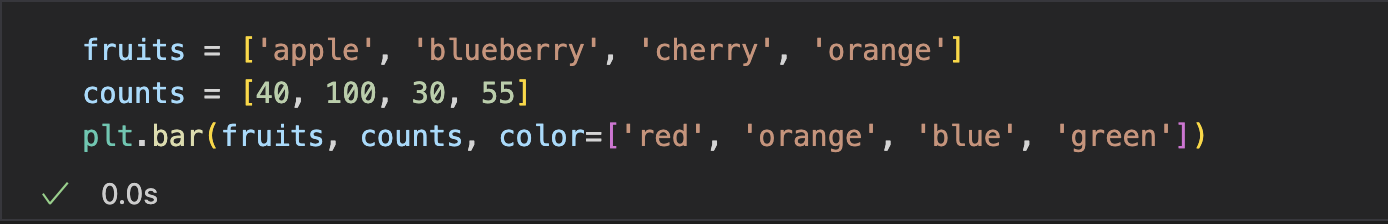 fruits = ['apple', 'blueberry', 'cherry', 'orange']
counts = [40, 100, 30, 55]
plt.bar(fruits, counts, color=['red', 'orange', 'blue', 'green'])
✓ 0.0s